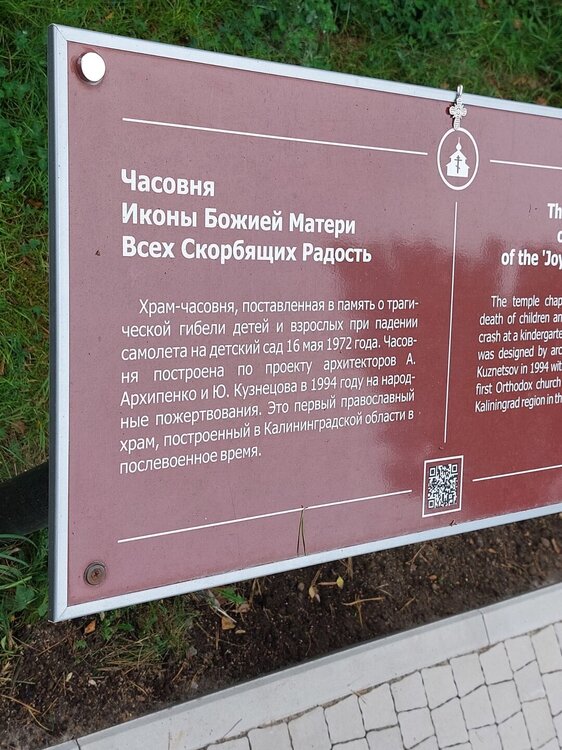 Часовня
Иконы Божией Матери
Всех Скорбящих Радость
Храм-часовня, поставленная в память о траги-
ческой гибели детей и взрослых при падении
самолета на детский сад 16 мая 1972 года. Часов-
ня построена по проекту архитекторов А.
Архипенко и Ю. Кузнецова в 1994 году на народ-
ные пожертвования. Это первый православный
храм, построенный в Калининградской области в
послевоенное время.
of the 'Joy
The temple chap
death of children an
crash at a kindergarte
was designed by arc
Kuznetsov in 1994 wit
first Orthodox church
Kaliningrad region in th